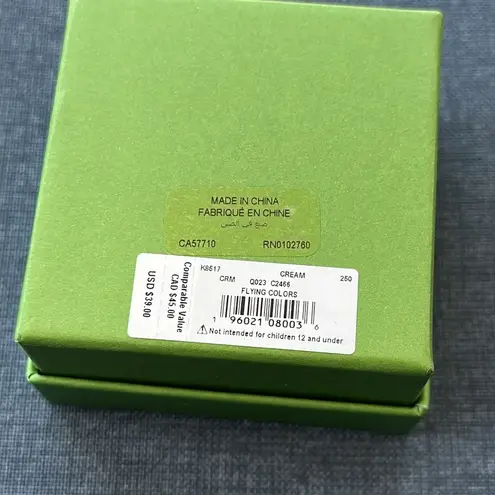 MADE IN CHINA
FABRIQUÉ EN CHINE
صنع في الصين
CA57710 RN0102760
K8517 CREAM 250
CRM Q023 C2466
FLYING COLORS
1 96021 08003 6
⚠ Not intended for children 12 and under
Comparable Value
CAD $45.00
USD $39.00